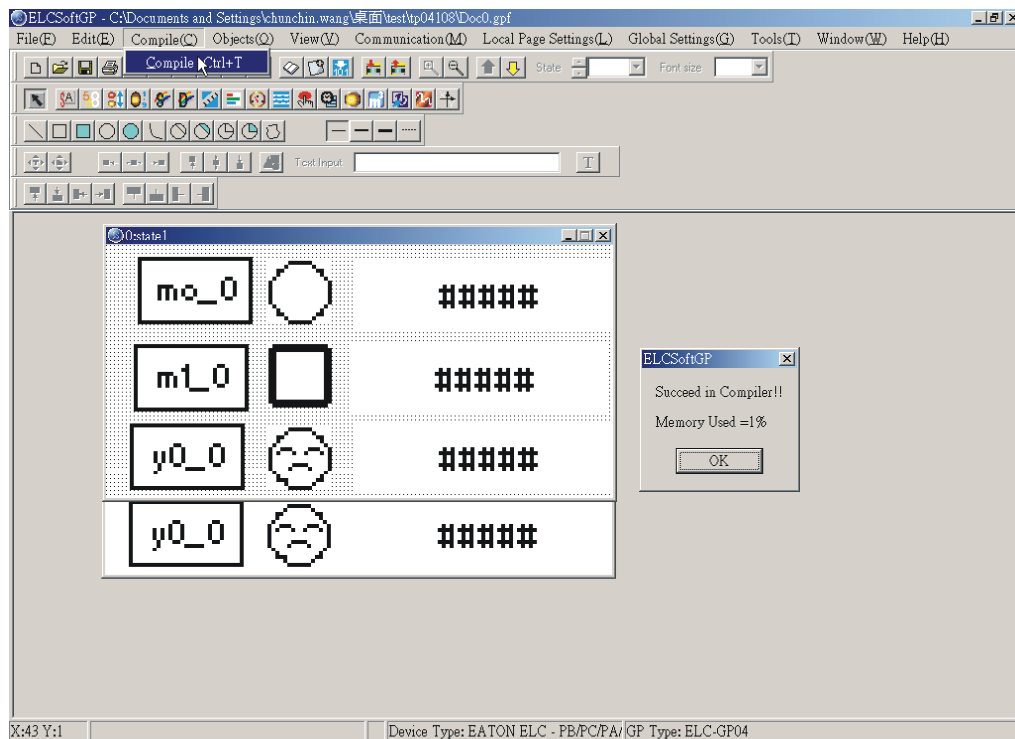 ELCSoftGP - C:\Documents and Settings\chunchin.wang\桌面\test\tp04108\Doc0.gpf
File(F) Edit(E) Compile(C) Objects(O) View(V) Communication(M) Local Page Settings(L) Global Settings(G) Tools(T) Window(W) Help(H)
Compile Ctrl+T
State
Font size
Text Input
T
0:state1
mo_0 #####
m1_0 #####
y0_0 #####
y0_0 #####
ELCSoftGP
Succeed in Compiler!!
Memory Used =1%
OK
X:43 Y:1
Device Type: EATON ELC - PB/PC/PA/
GP Type: ELC-GP04